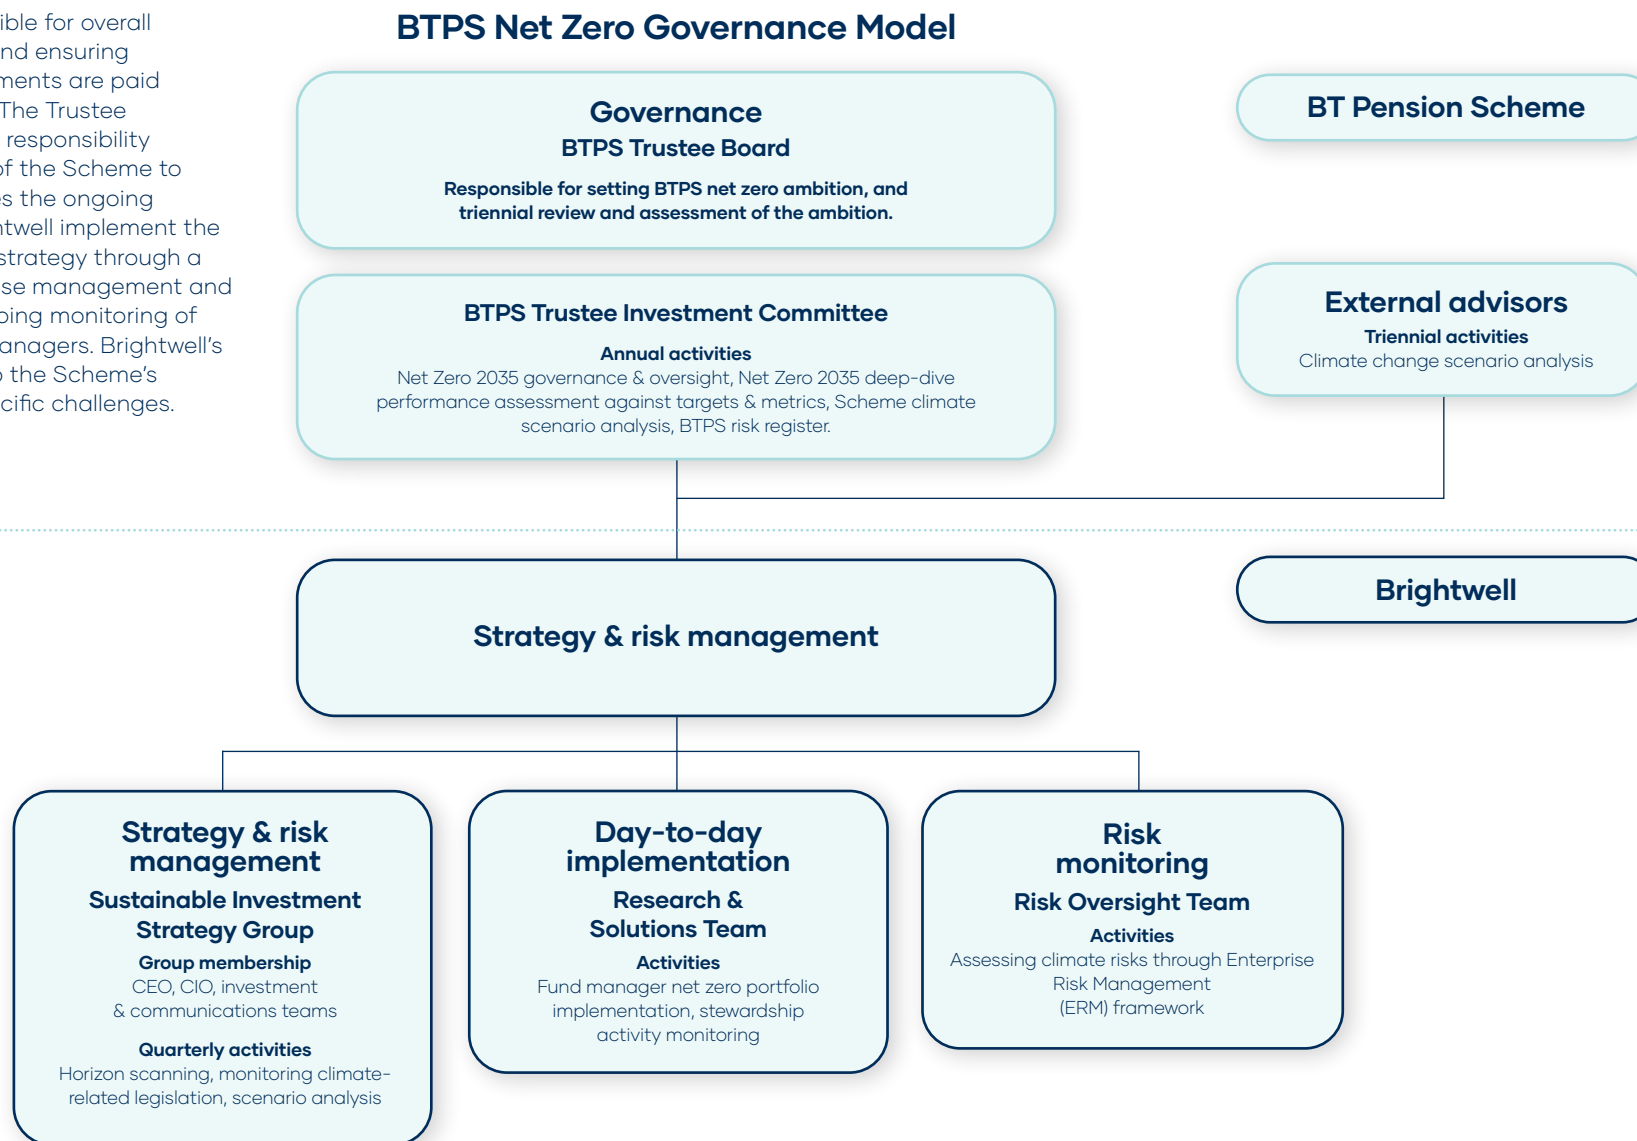 ible for overall
nd ensuring
ments are paid
The Trustee
responsibility
of the Scheme to
es the ongoing
ntwell implement the
strategy through a
se management and
oing monitoring of
anagers. Brightwell's
o the Scheme's
cific challenges.
BTPS Net Zero Governance Model
Governance
BTPS Trustee Board
Responsible for setting BTPS net zero ambition, and
triennial review and assessment of the ambition.
BT Pension Scheme
BTPS Trustee Investment Committee
Annual activities
Net Zero 2035 governance & oversight, Net Zero 2035 deep-dive
performance assessment against targets & metrics, Scheme climate
scenario analysis, BTPS risk register.
External advisors
Triennial activities
Climate change scenario analysis
Strategy & risk management
Brightwell
Strategy & risk
management
Sustainable Investment
Strategy Group
Group membership
CEO, CIO, investment
& communications teams
Quarterly activities
Horizon scanning, monitoring climate-
related legislation, scenario analysis
Day-to-day
implementation
Research &
Solutions Team
Activities
Fund manager net zero portfolio
implementation, stewardship
activity monitoring
Risk
monitoring
Risk Oversight Team
Activities
Assessing climate risks through Enterprise
Risk Management
(ERM) framework